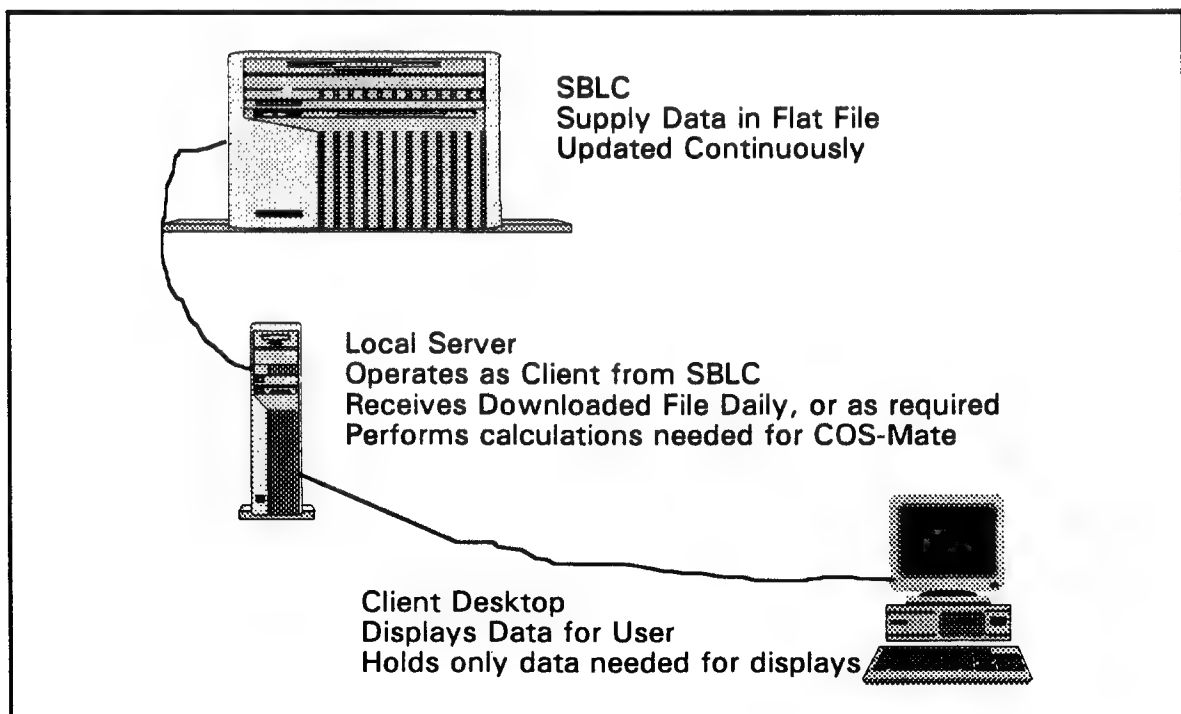 SBLC
Supply Data in Flat File
Updated Continuously
Local Server
Operates as Client from SBLC
Receives Downloaded File Daily, or as required
Performs calculations needed for COS-Mate
Client Desktop
Displays Data for User
Holds only data needed for displays